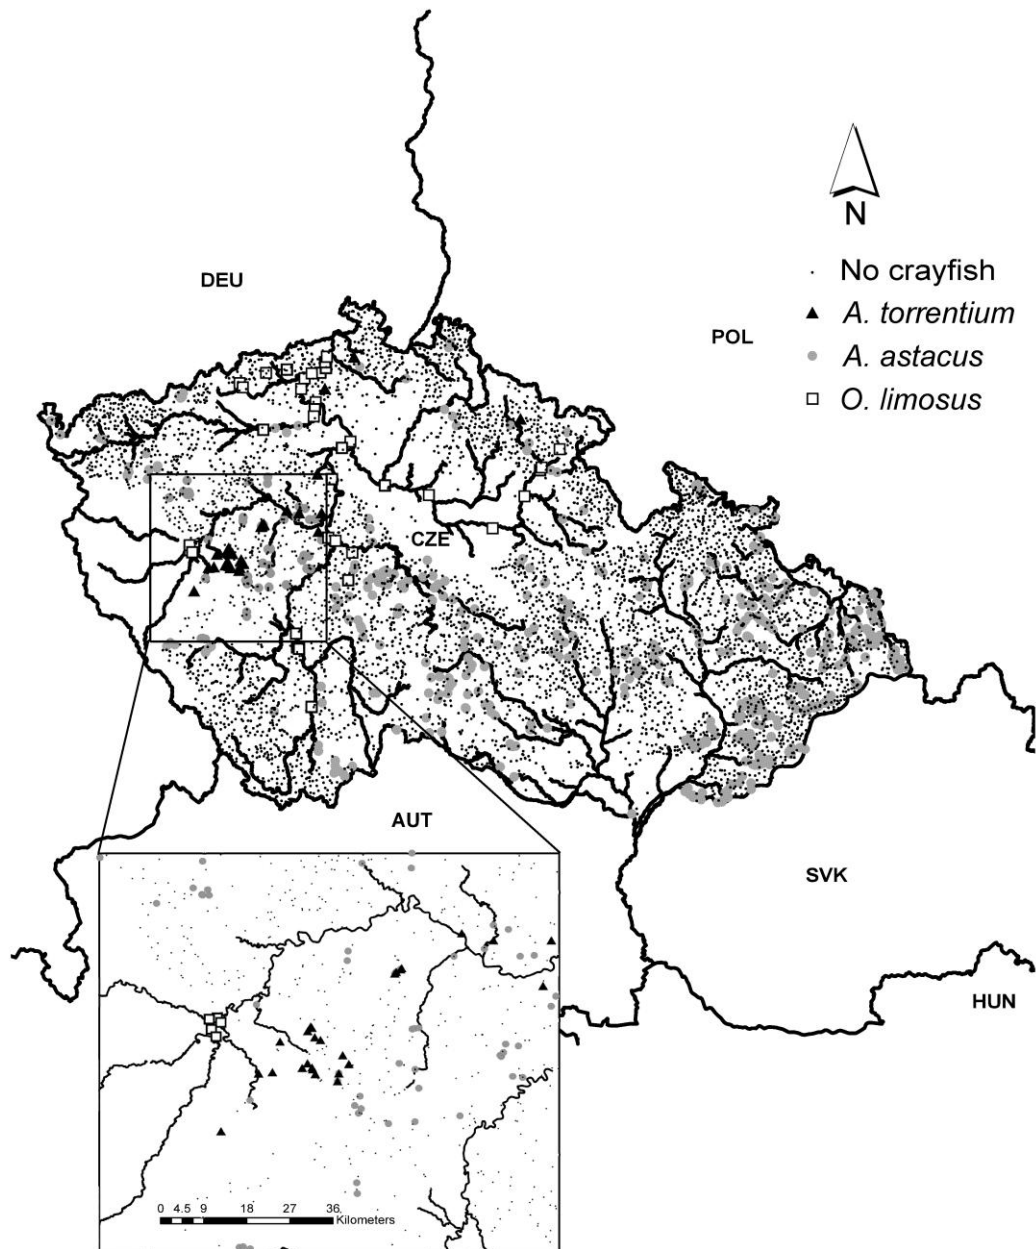 N
DEU
No crayfish
A. torrentium
POL
A. astacus
O. limosus
CZE
AUT
SVK
HUN
0 4.5 9 18 27 36
Kilometers